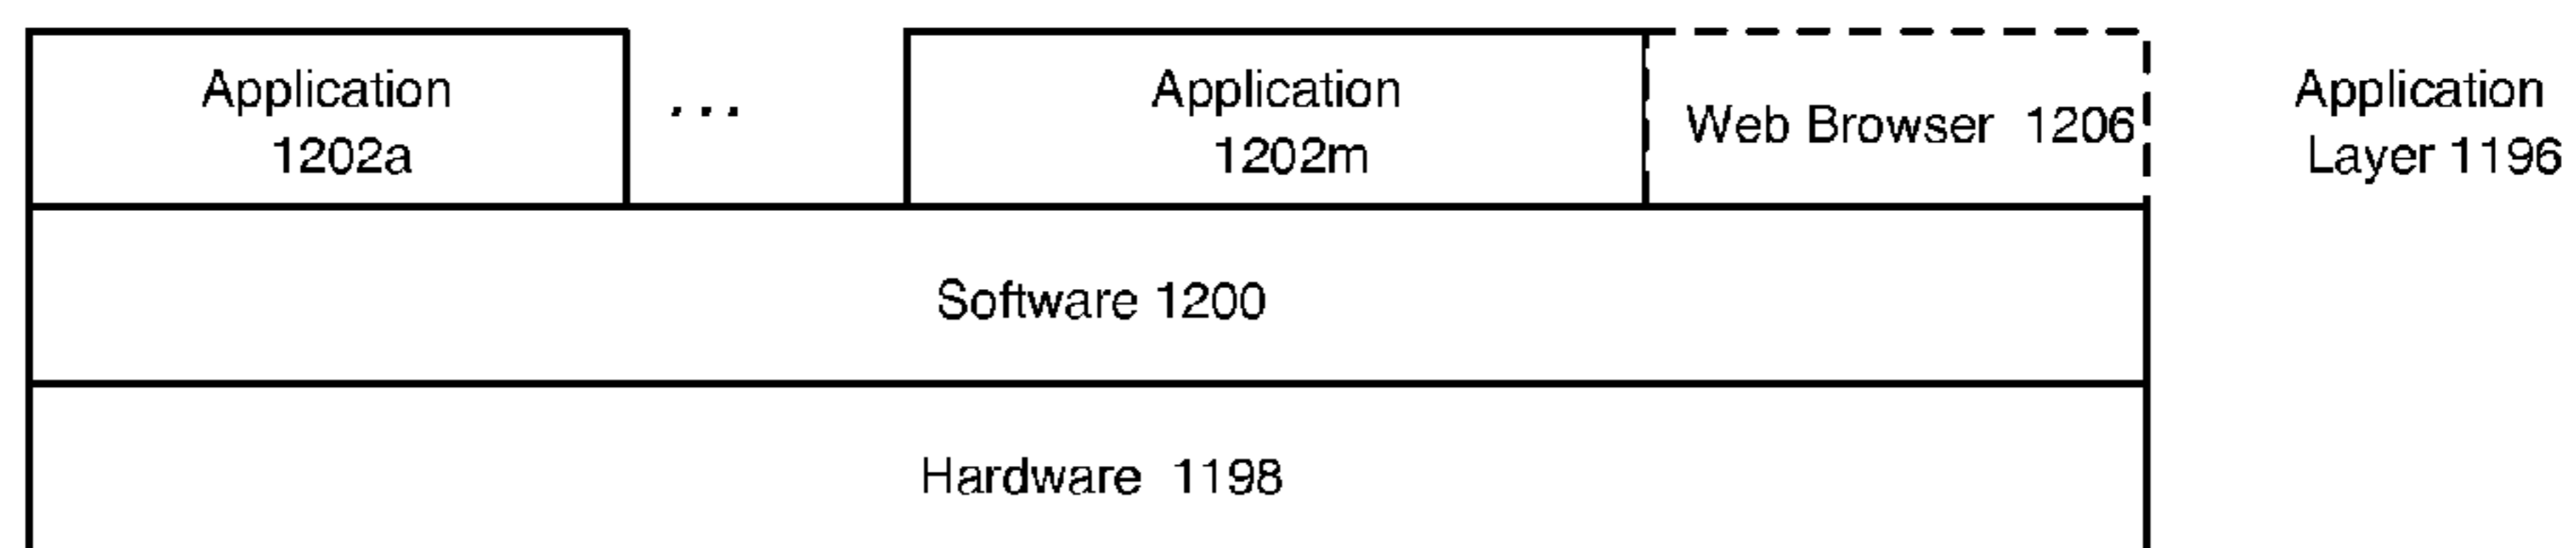 Application
1202a
...
Application
1202m
Web Browser 1206
Application
Layer 1196
Software 1200
Hardware 1198